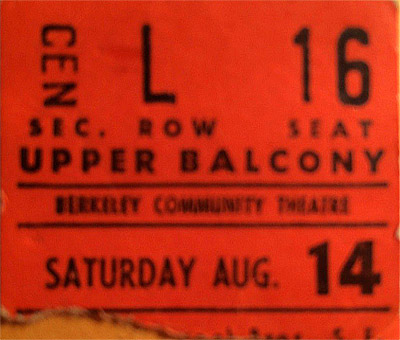 CEN L 16
SEC. ROW SEAT
UPPER BALCONY
BERKELEY COMMUNITY THEATRE
SATURDAY AUG. 14